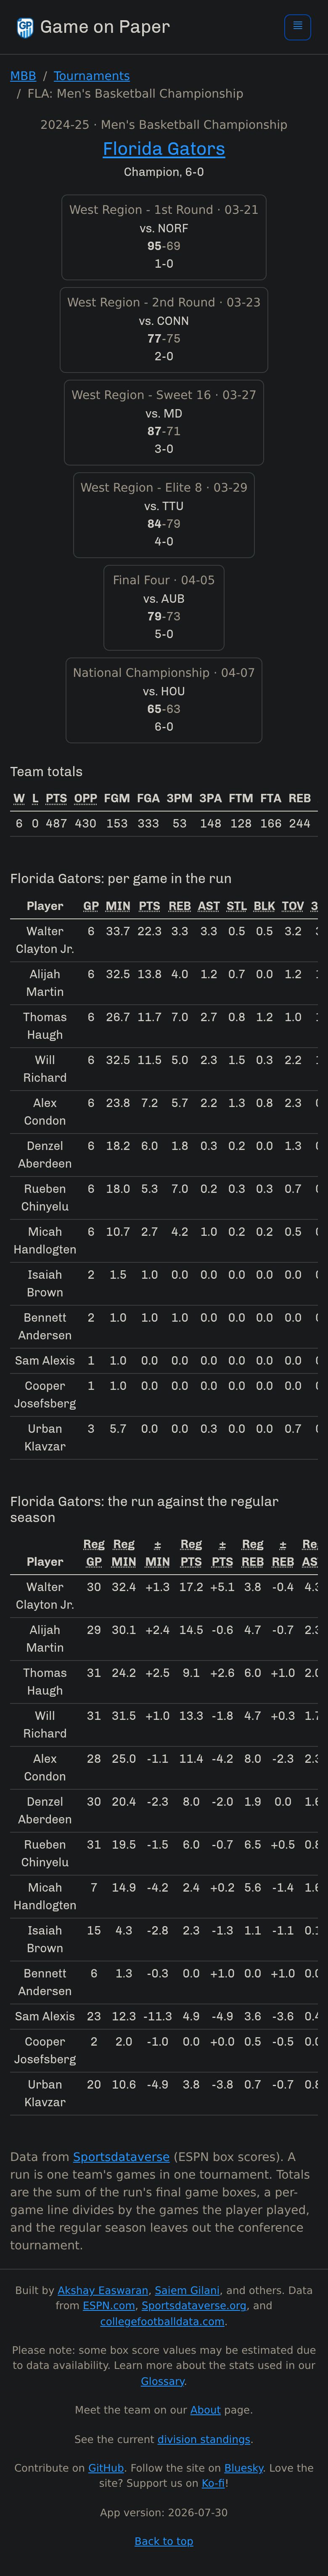 Game on Paper
MBB / Tournaments
/ FLA: Men's Basketball Championship
2024-25 · Men's Basketball Championship
Florida Gators
Champion, 6-0
West Region - 1st Round · 03-21
vs. NORF
95-69
1-0
West Region - 2nd Round · 03-23
vs. CONN
77-75
2-0
West Region - Sweet 16 · 03-27
vs. MD
87-71
3-0
West Region - Elite 8 · 03-29
vs. TTU
84-79
4-0
Final Four · 04-05
vs. AUB
79-73
5-0
National Championship · 04-07
vs. HOU
65-63
6-0
Team totals
W L PTS OPP FGM FGA 3PM 3PA FTM FTA REB
6 0 487 430 153 333 53 148 128 166 244
Florida Gators: per game in the run
Player GP MIN PTS REB AST STL BLK TOV
Walter Clayton Jr. 6 33.7 22.3 3.3 3.3 0.5 0.5 3.2
Alijah Martin 6 32.5 13.8 4.0 1.2 0.7 0.0 1.2
Thomas Haugh 6 26.7 11.7 7.0 2.7 0.8 1.2 1.0
Will Richard 6 32.5 11.5 5.0 2.3 1.5 0.3 2.2
Alex Condon 6 23.8 7.2 5.7 2.2 1.3 0.8 2.3
Denzel Aberdeen 6 18.2 6.0 1.8 0.3 0.2 0.0 1.3
Rueben Chinyelu 6 18.0 5.3 7.0 0.2 0.3 0.3 0.7
Micah Handlogten 6 10.7 2.7 4.2 1.0 0.2 0.2 0.5
Isaiah Brown 2 1.5 1.0 0.0 0.0 0.0 0.0 0.0
Bennett Andersen 2 1.0 1.0 1.0 0.0 0.0 0.0 0.0
Sam Alexis 1 1.0 0.0 0.0 0.0 0.0 0.0 0.0
Cooper Josefsberg 1 1.0 0.0 0.0 0.0 0.0 0.0 0.0
Urban Klavzar 3 5.7 0.0 0.0 0.3 0.0 0.0 0.7
Florida Gators: the run against the regular
season
Player Reg GP Reg MIN ± MIN Reg PTS ± PTS Reg REB ± REB
Walter Clayton Jr. 30 32.4 +1.3 17.2 +5.1 3.8 -0.4
Alijah Martin 29 30.1 +2.4 14.5 -0.6 4.7 -0.7
Thomas Haugh 31 24.2 +2.5 9.1 +2.6 6.0 +1.0
Will Richard 31 31.5 +1.0 13.3 -1.8 4.7 +0.3
Alex Condon 28 25.0 -1.1 11.4 -4.2 8.0 -2.3
Denzel Aberdeen 30 20.4 -2.3 8.0 -2.0 1.9 0.0
Rueben Chinyelu 31 19.5 -1.5 6.0 -0.7 6.5 +0.5
Micah Handlogten 7 14.9 -4.2 2.4 +0.2 5.6 -1.4
Isaiah Brown 15 4.3 -2.8 2.3 -1.3 1.1 -1.1
Bennett Andersen 6 1.3 -0.3 0.0 +1.0 0.0 +1.0
Sam Alexis 23 12.3 -11.3 4.9 -4.9 3.6 -3.6
Cooper Josefsberg 2 2.0 -1.0 0.0 +0.0 0.5 -0.5
Urban Klavzar 20 10.6 -4.9 3.8 -3.8 0.7 -0.7
Data from Sportsdataverse (ESPN box scores). A
run is one team's games in one tournament. Totals
are the sum of the run's final game boxes, a per-
game line divides by the games the player played,
and the regular season leaves out the conference
tournament.
Built by Akshay Easwaran, Saiem Gilani, and others. Data
from ESPN.com, Sportsdataverse.org, and
collegefootballdata.com.
Please note: some box score values may be estimated due
to data availability. Learn more about the stats used in our
Glossary.
Meet the team on our About page.
See the current division standings.
Contribute on GitHub. Follow the site on Bluesky. Love the
site? Support us on Ko-fi!
App version: 2026-07-30
Back to top